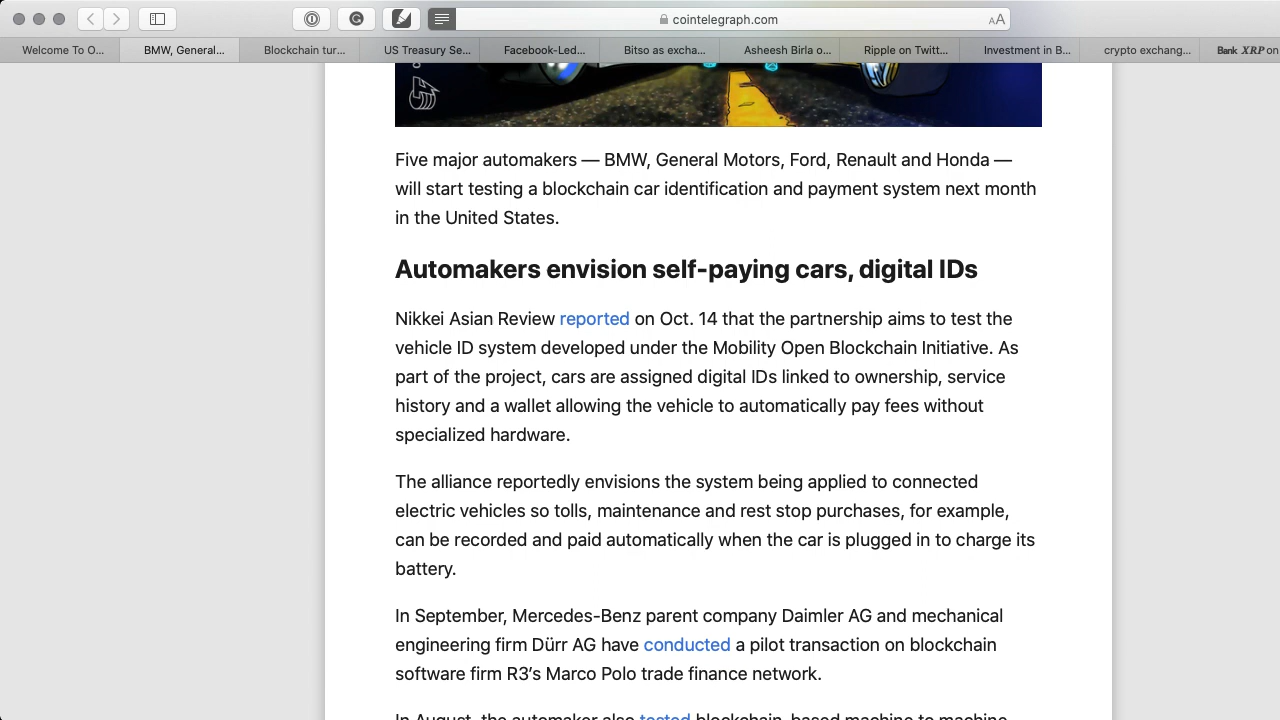 cointelegraph.com
AA
Welcome To O...
BMW, General...
Blockchain tur...
US Treasury Se...
Facebook-Led...
Bitso as excha...
Asheesh Birla o...
Ripple on Twitt...
Investment in B...
crypto exchang...
Bank XRP on
Five major automakers — BMW, General Motors, Ford, Renault and Honda —
will start testing a blockchain car identification and payment system next month
in the United States.
Automakers envision self-paying cars, digital IDs
Nikkei Asian Review reported on Oct. 14 that the partnership aims to test the
vehicle ID system developed under the Mobility Open Blockchain Initiative. As
part of the project, cars are assigned digital IDs linked to ownership, service
history and a wallet allowing the vehicle to automatically pay fees without
specialized hardware.
The alliance reportedly envisions the system being applied to connected
electric vehicles so tolls, maintenance and rest stop purchases, for example,
can be recorded and paid automatically when the car is plugged in to charge its
battery.
In September, Mercedes-Benz parent company Daimler AG and mechanical
engineering firm Dürr AG have conducted a pilot transaction on blockchain
software firm R3’s Marco Polo trade finance network.
In August, the automaker also tested blockchain-based machine to machine